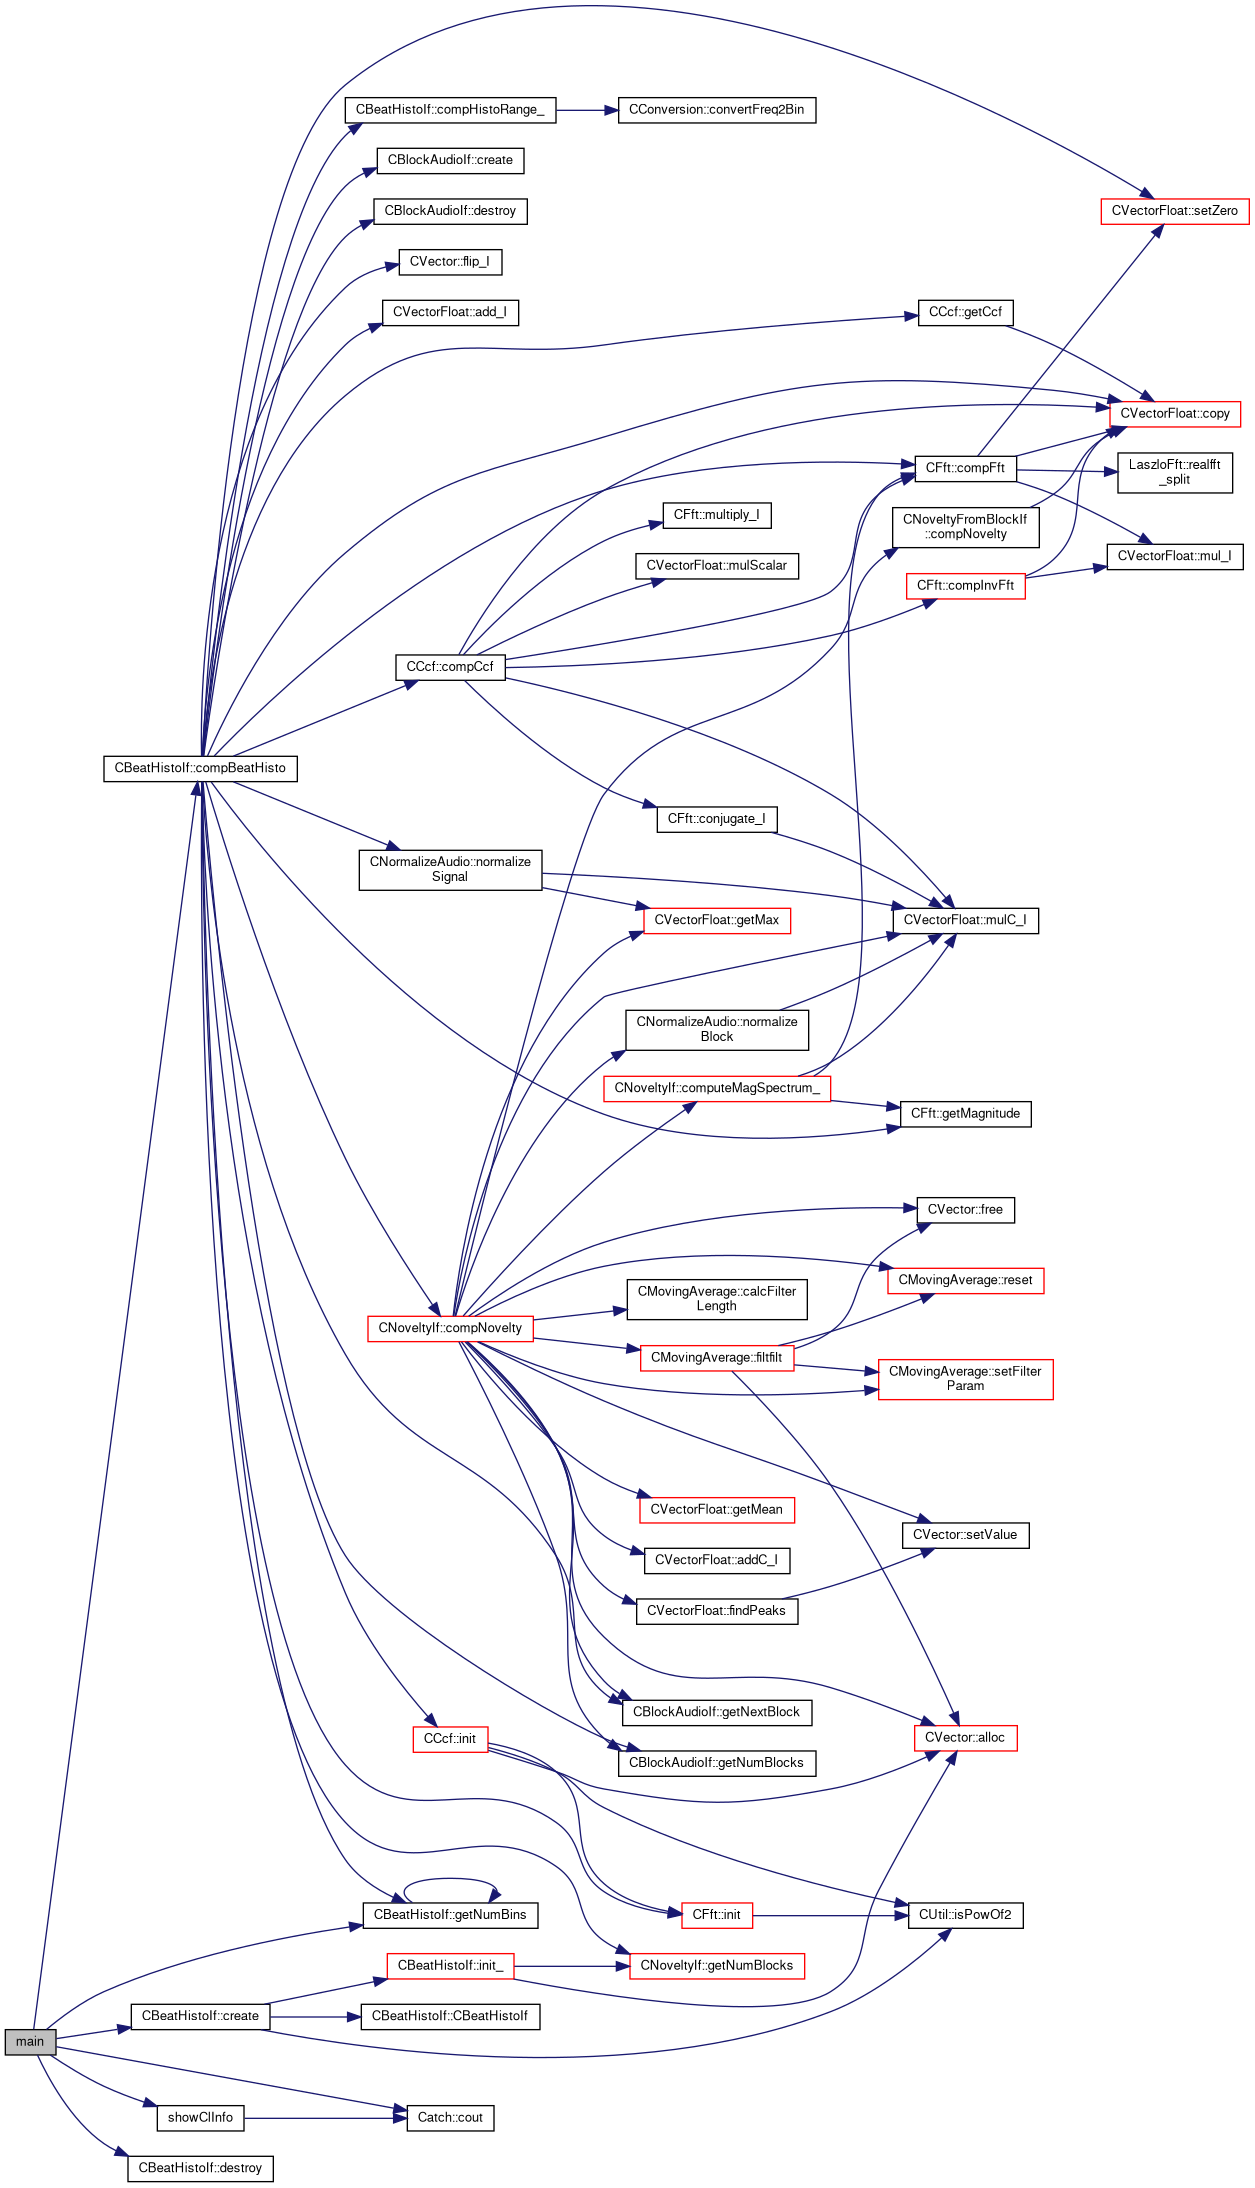 CBeatHistoIf::compHistoRange_
CConversion::convertFreq2Bin
CBlockAudioIf::create
CBlockAudioIf::destroy
CVectorFloat::setZero
CVector::flip_I
CVectorFloat::add_I
CCcf::getCcf
CVectorFloat::copy
CFft::compFft
LaszloFft::realfft
_split
CFft::multiply_I
CNoveltyFromBlockIf
::compNovelty
CVectorFloat::mul_I
CVectorFloat::mulScalar
CFft::compInvFft
CCcf::compCcf
CBeatHistoIf::compBeatHisto
CFft::conjugate_I
CNormalizeAudio::normalize
Signal
CVectorFloat::getMax
CVectorFloat::mulC_I
CNormalizeAudio::normalize
Block
CNoveltyIf::computeMagSpectrum_
CFft::getMagnitude
CVector::free
CMovingAverage::reset
CMovingAverage::calcFilter
Length
CNoveltyIf::compNovelty
CMovingAverage::filtfilt
CMovingAverage::setFilter
Param
CVectorFloat::getMean
CVector::setValue
CVectorFloat::addC_I
CVectorFloat::findPeaks
CBlockAudioIf::getNextBlock
CCcf::init
CVector::alloc
CBlockAudioIf::getNumBlocks
CBeatHistoIf::getNumBins
CFft::init
CUtil::isPowOf2
CBeatHistoIf::init_
CNoveltyIf::getNumBlocks
CBeatHistoIf::create
CBeatHistoIf::CBeatHistoIf
main
showClInfo
Catch::cout
CBeatHistoIf::destroy